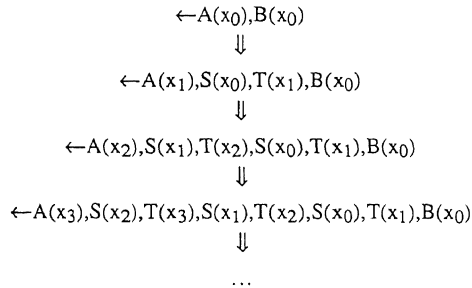 ←A(x0),B(x0)
⇓
←A(x1),S(x0),T(x1),B(x0)
⇓
←A(x2),S(x1),T(x2),S(x0),T(x1),B(x0)
⇓
←A(x3),S(x2),T(x3),S(x1),T(x2),S(x0),T(x1),B(x0)
⇓
...